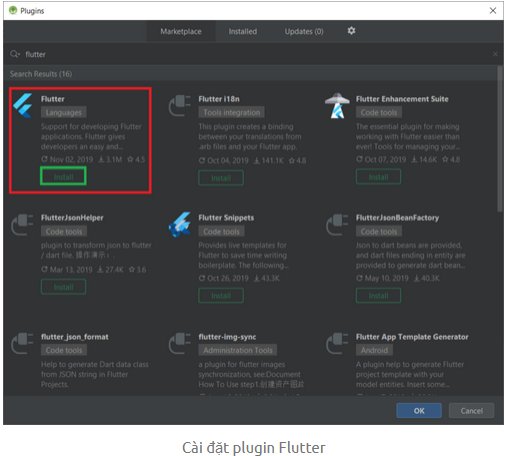 Plugins
Marketplace Installed Updates (0)
flutter
Search Results (16)
Flutter
Languages
Support for developing Flutter
applications. Flutter gives
developers an easy and...
Nov 02, 2019 3.1M 4.5
Install
Flutter i18n
Tools integration
This plugin creates a binding
between your translations from
.arb files and your Flutter app.
Oct 04, 2019 141.1K 4.8
Install
Flutter Enhancement Suite
Code tools
The essential plugin for making
working with Flutter easier than
ever! Tools for managing your...
Oct 07, 2019 14.6K 4.8
Install
FlutterJsonHelper
Code tools
plugin to transform json to flutter
/ dart file. 操作演示：.
Mar 13, 2019 27.4K 3.6
Install
Flutter Snippets
Code tools
Provides live templates for
Flutter to save time writing
boilerplate. The following...
Oct 26, 2019 43.3K
Install
FlutterJsonBeanFactory
Code tools
Json to dart beans are provided,
and dart files ending in entity are
provided to generate dart bean...
May 10, 2019 40.3K
Install
flutter_json_format
Code tools
Help to generate Dart data class
from JSON string in Flutter
Projects.
flutter-img-sync
Administration Tools
a plugin for flutter images
synchronization, see:Document
How To Use step1.创建资产图片
Flutter App Template Generator
Android
A plugin help to generate Flutter
project template with your
model entities. Insert some...
OK Cancel
Cài đặt plugin Flutter